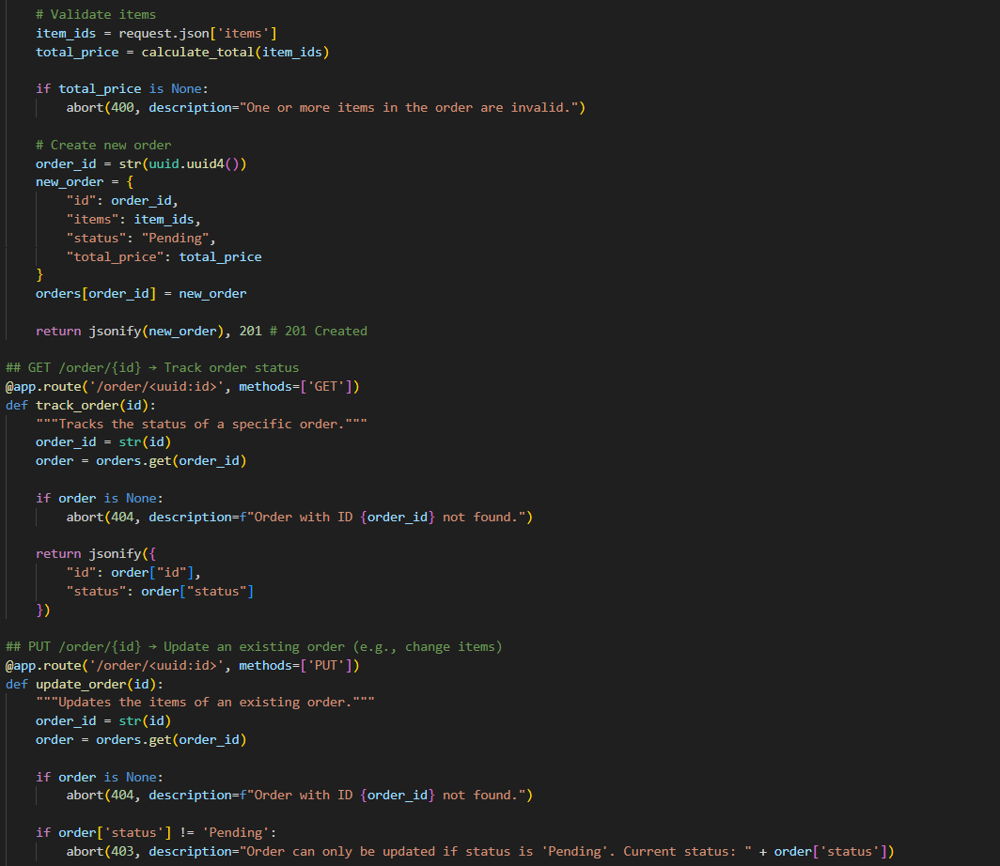 # Validate items
item_ids = request.json['items']
total_price = calculate_total(item_ids)
if total_price is None:
abort(400, description="One or more items in the order are invalid.")
# Create new order
order_id = str(uuid.uuid4())
new_order = {
"id": order_id,
"items": item_ids,
"status": "Pending",
"total_price": total_price
}
orders[order_id] = new_order
return jsonify(new_order), 201 # 201 Created
## GET /order/{id} → Track order status
@app.route('/order/<uuid:id>', methods=['GET'])
def track_order(id):
"""Tracks the status of a specific order."""
order_id = str(id)
order = orders.get(order_id)
if order is None:
abort(404, description=f"Order with ID {order_id} not found.")
return jsonify({
"id": order["id"],
"status": order["status"]
})
## PUT /order/{id} → Update an existing order (e.g., change items)
@app.route('/order/<uuid:id>', methods=['PUT'])
def update_order(id):
"""Updates the items of an existing order."""
order_id = str(id)
order = orders.get(order_id)
if order is None:
abort(404, description=f"Order with ID {order_id} not found.")
if order['status'] != 'Pending':
abort(403, description="Order can only be updated if status is 'Pending'. Current status: " + order['status'])